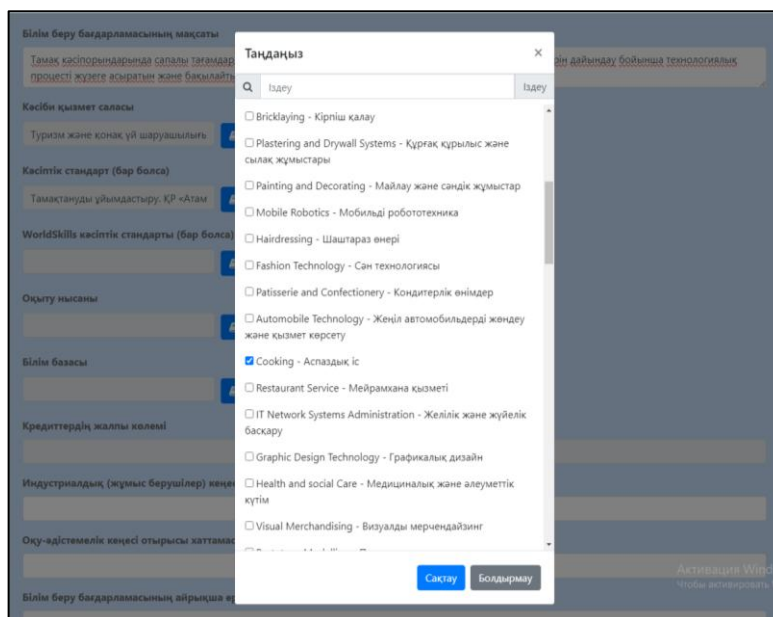 Білім беру бағдарламасының мақсаты
Тамақ кәсіпорындарында сапалы тағамдар
ін дайындау бойынша технологиялық
процесті жүзеге асыратын және бақылайты
Кәсіби қызмет саласы
Туризм және қонақ үй шаруашылығы
Кәсіптік стандарт (бар болса)
Тамақтануды ұйымдастыру. ҚР «Атам
WorldSkills кәсіптік стандарты (бар болса)
Оқыту нысаны
Білім базасы
Кредиттердің жалпы көлемі
Индустриалдық (жұмыс берушілер) кеңе
Оқу-әдістемелік кеңесі отырысы хаттамас
Білім беру бағдарламасының айрықша ер
Таңдаңыз
×
Іздеу
Іздеу
Bricklaying - Кірпіш қалау
Plastering and Drywall Systems - Құрғақ құрылыс және
сылақ жұмыстары
Painting and Decorating - Майлау және сәндік жұмыстар
Mobile Robotics - Мобильді робототехника
Hairdressing - Шаштараз өнері
Fashion Technology - Сән технологиясы
Patisserie and Confectionery - Кондитерлік өнімдер
Automobile Technology - Жеңіл автомобильдерді жөндеу
және қызмет көрсету
Cooking - Аспаздық іс
Restaurant Service - Мейрамхана қызметі
IT Network Systems Administration - Желілік және жүйелік
басқару
Graphic Design Technology - Графикалық дизайн
Health and social Care - Медициналық және әлеуметтік
күтім
Visual Merchandising - Визуалды мерчендайзинг
Сақтау
Болдырмау
Активация Wind
Чтобы активировать